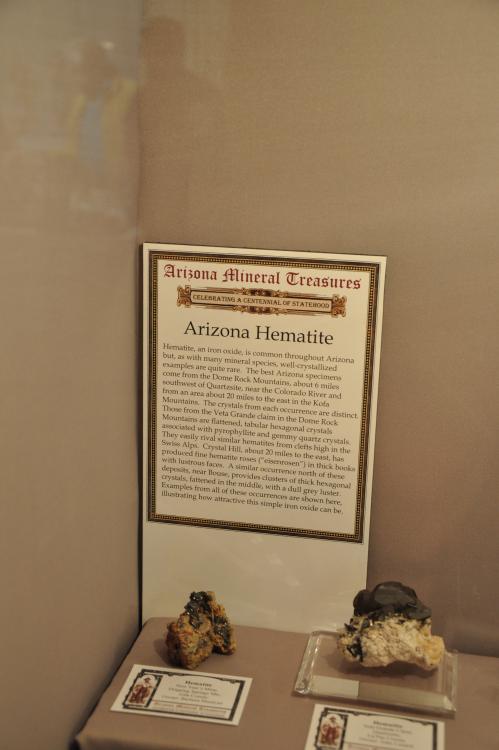 Arizona Mineral Treasures
CELEBRATING A CENTENNIAL OF STATEHOOD
Arizona Hematite
Hematite, an iron oxide, is common throughout Arizona
but, as with many mineral species, well-crystallized
examples are quite rare. The best Arizona specimens
come from the Dome Rock Mountains, about 6 miles
southwest of Quartzsite, near the Colorado River and
from an area about 20 miles to the east in the Kofa
Mountains. The crystals from each occurrence are distinct.
Those from the Veta Grande claim in the Dome Rock
Mountains are flattened, tabular hexagonal crystals
associated with pyrophyllite and gemmy quartz crystals.
They easily rival similar hematites from clefts high in the
Swiss Alps. Crystal Hill, about 20 miles to the east, has
produced fine hematite roses ("eisenrosen") in thick books
with lustrous faces. A similar occurrence north of these
deposits, near Bouse, provides clusters of thick hexagonal
crystals, fattened in the middle, with a dull grey luster.
Examples from all of these occurrences are shown here,
illustrating how attractive this simple iron oxide can be.
Hematite
Arizona Mineral Treasures
Hematite